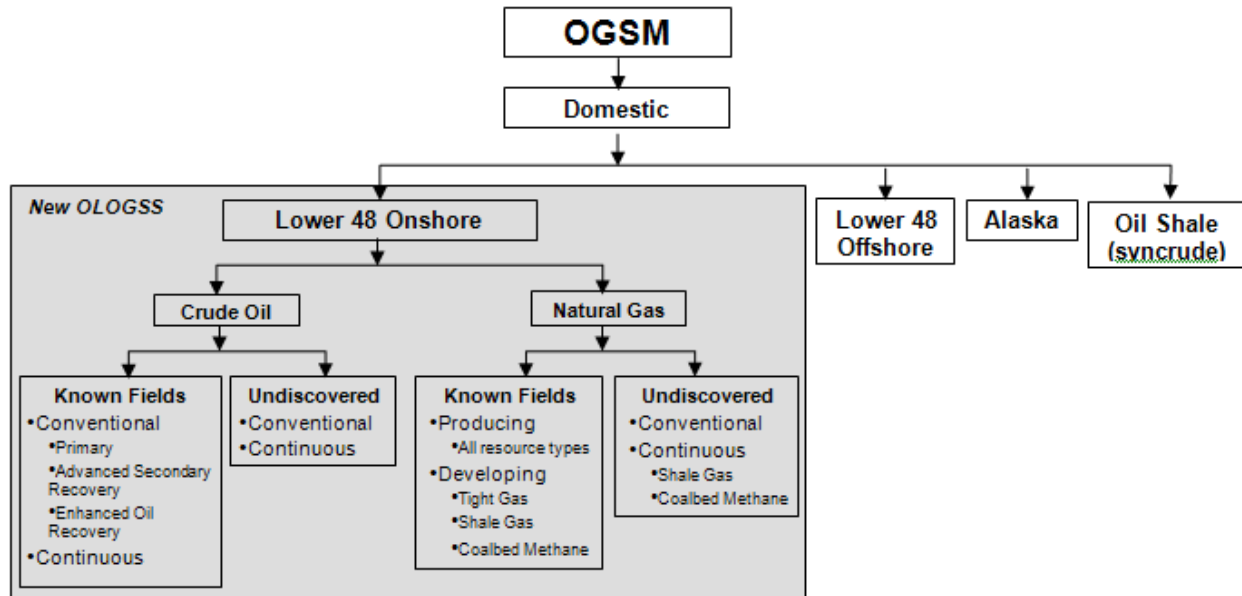 OGSM
Domestic
New OLOGSS
Lower 48 Onshore
Lower 48
Offshore
Alaska
Oil Shale
(syncrude)
Crude Oil
Natural Gas
Known Fields
•Conventional
•Primary
•Advanced Secondary
Recovery
•Enhanced Oil
Recovery
•Continuous
Undiscovered
•Conventional
•Continuous
Known Fields
•Producing
•All resource types
•Developing
•Tight Gas
•Shale Gas
•Coalbed Methane
Undiscovered
•Conventional
•Continuous
•Shale Gas
•Coalbed Methane